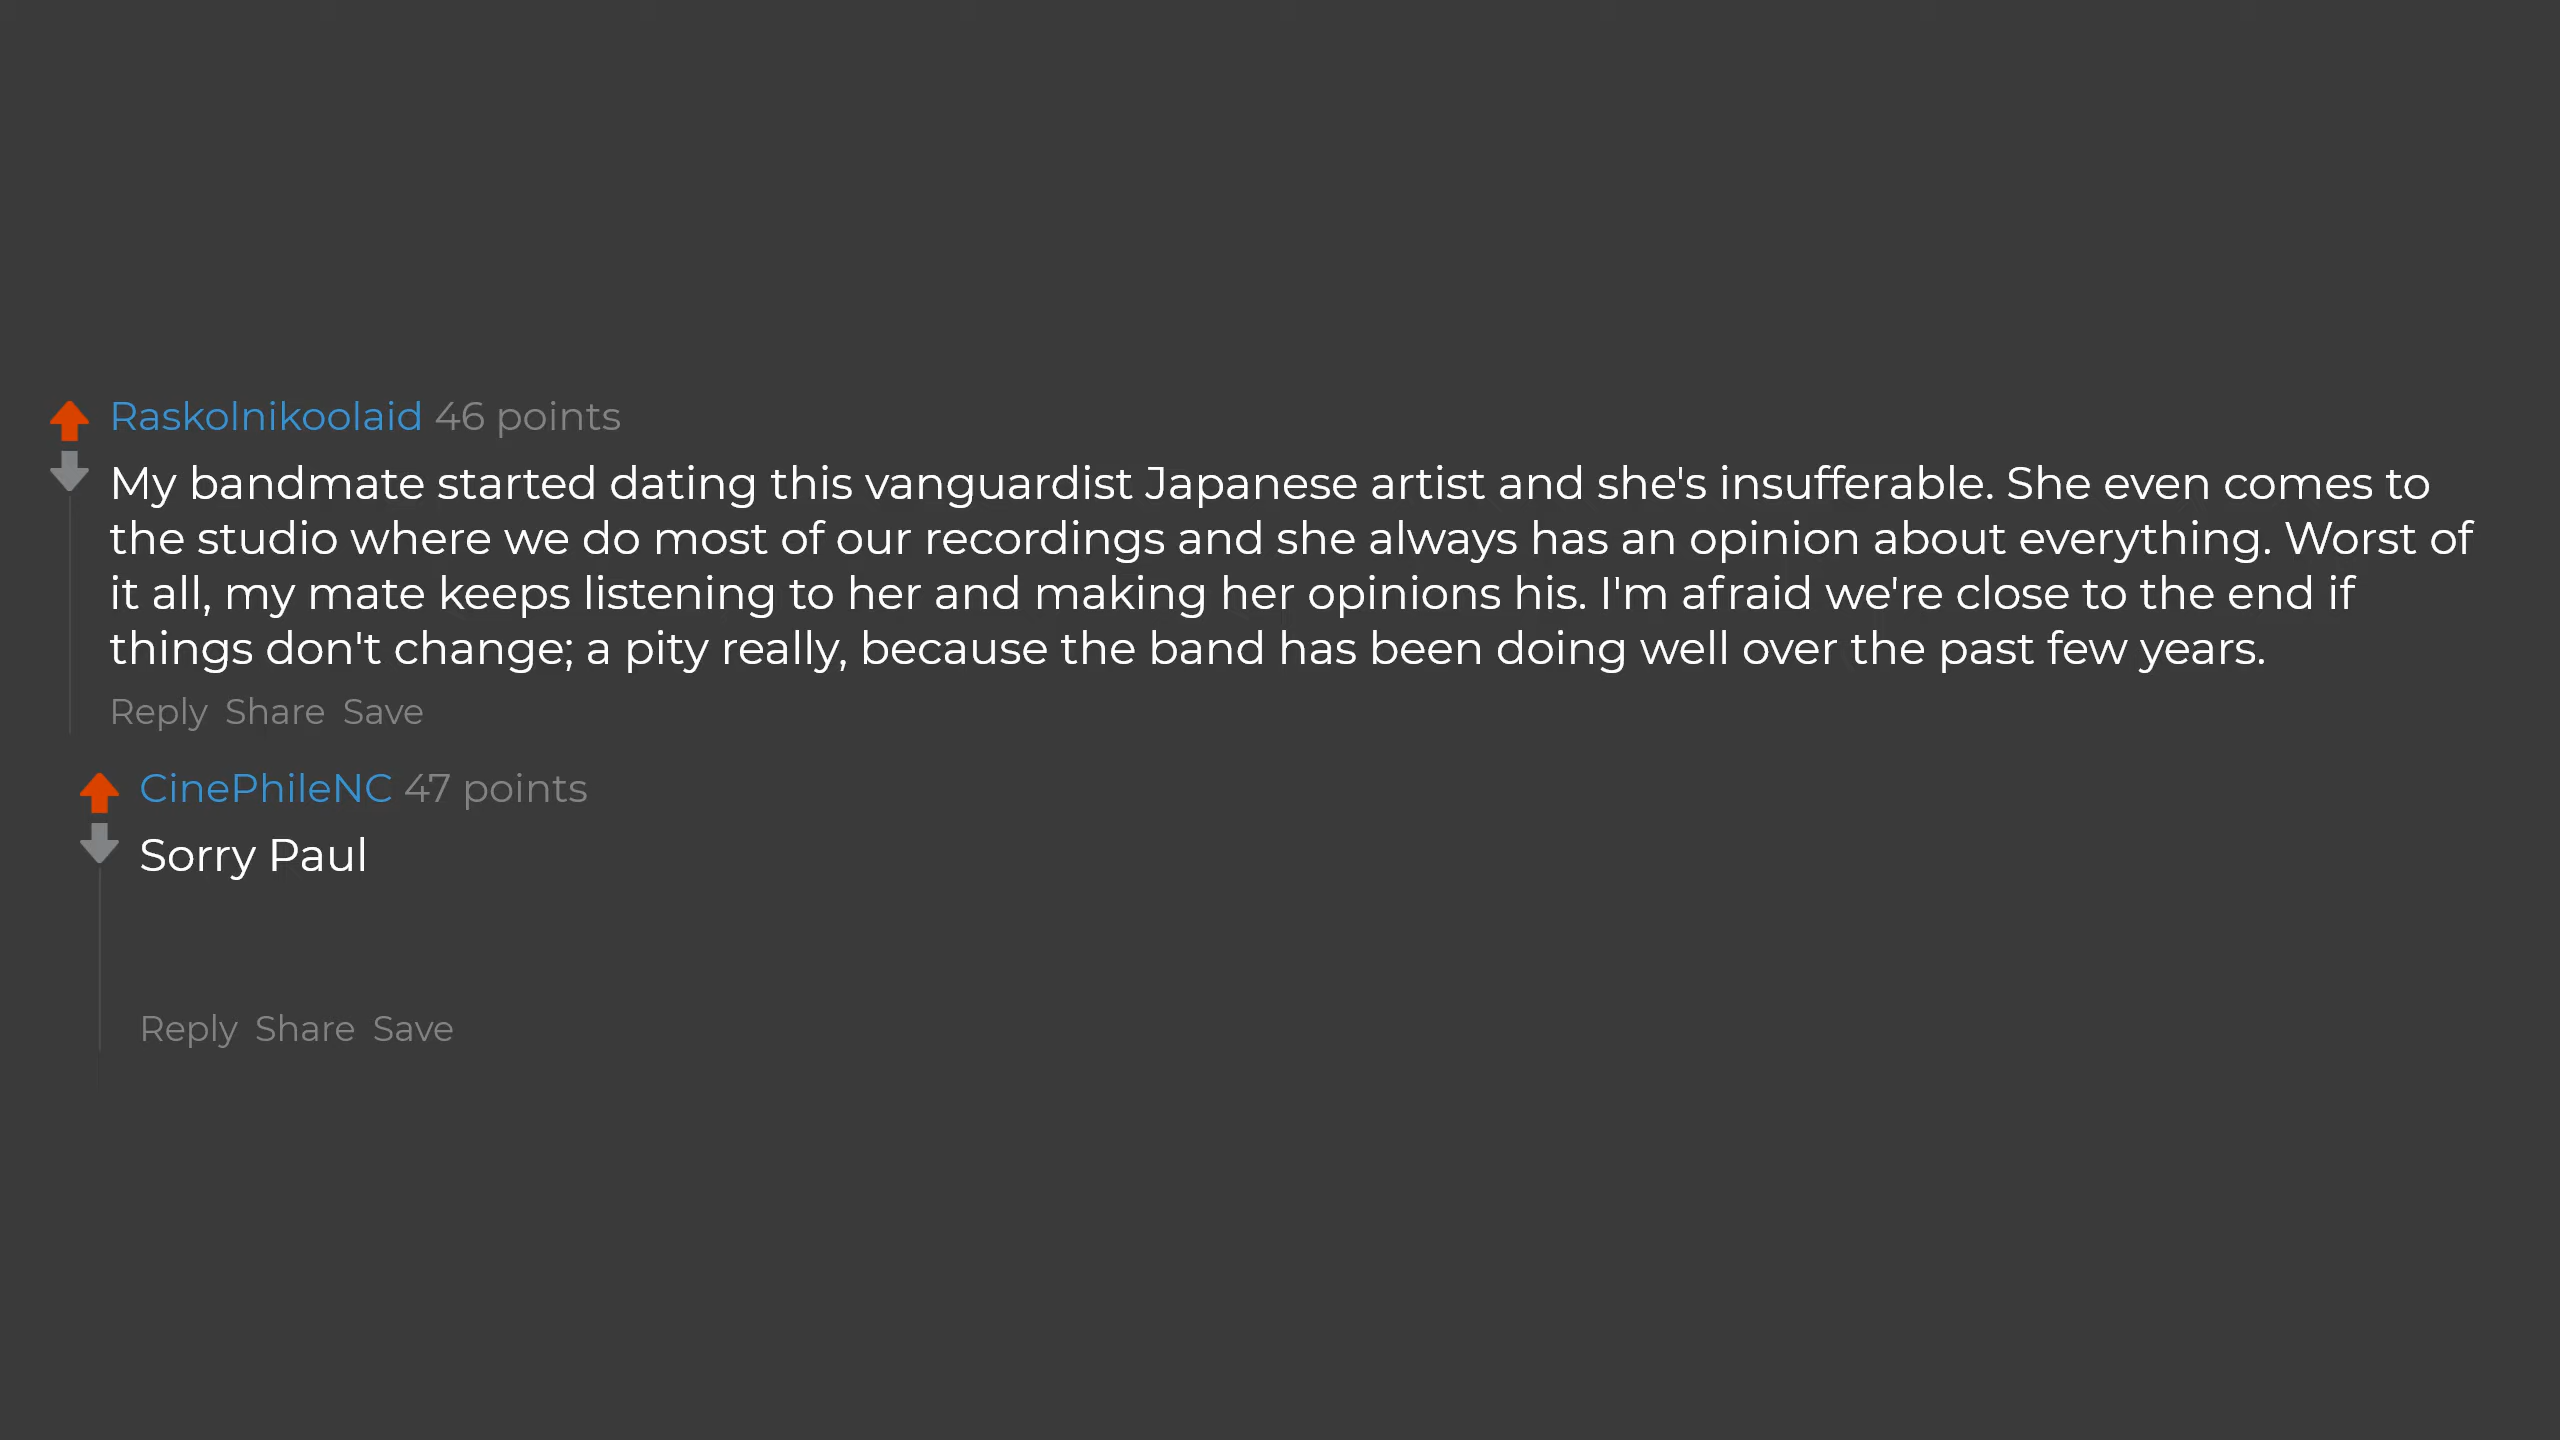 Raskolnikoolaid 46 points
My bandmate started dating this vanguardist Japanese artist and she's insufferable. She even comes to
the studio where we do most of our recordings and she always has an opinion about everything. Worst of
it all, my mate keeps listening to her and making her opinions his. I'm afraid we're close to the end if
things don't change; a pity really, because the band has been doing well over the past few years.
Reply Share Save
CinePhileNC 47 points
Sorry Paul
Reply Share Save